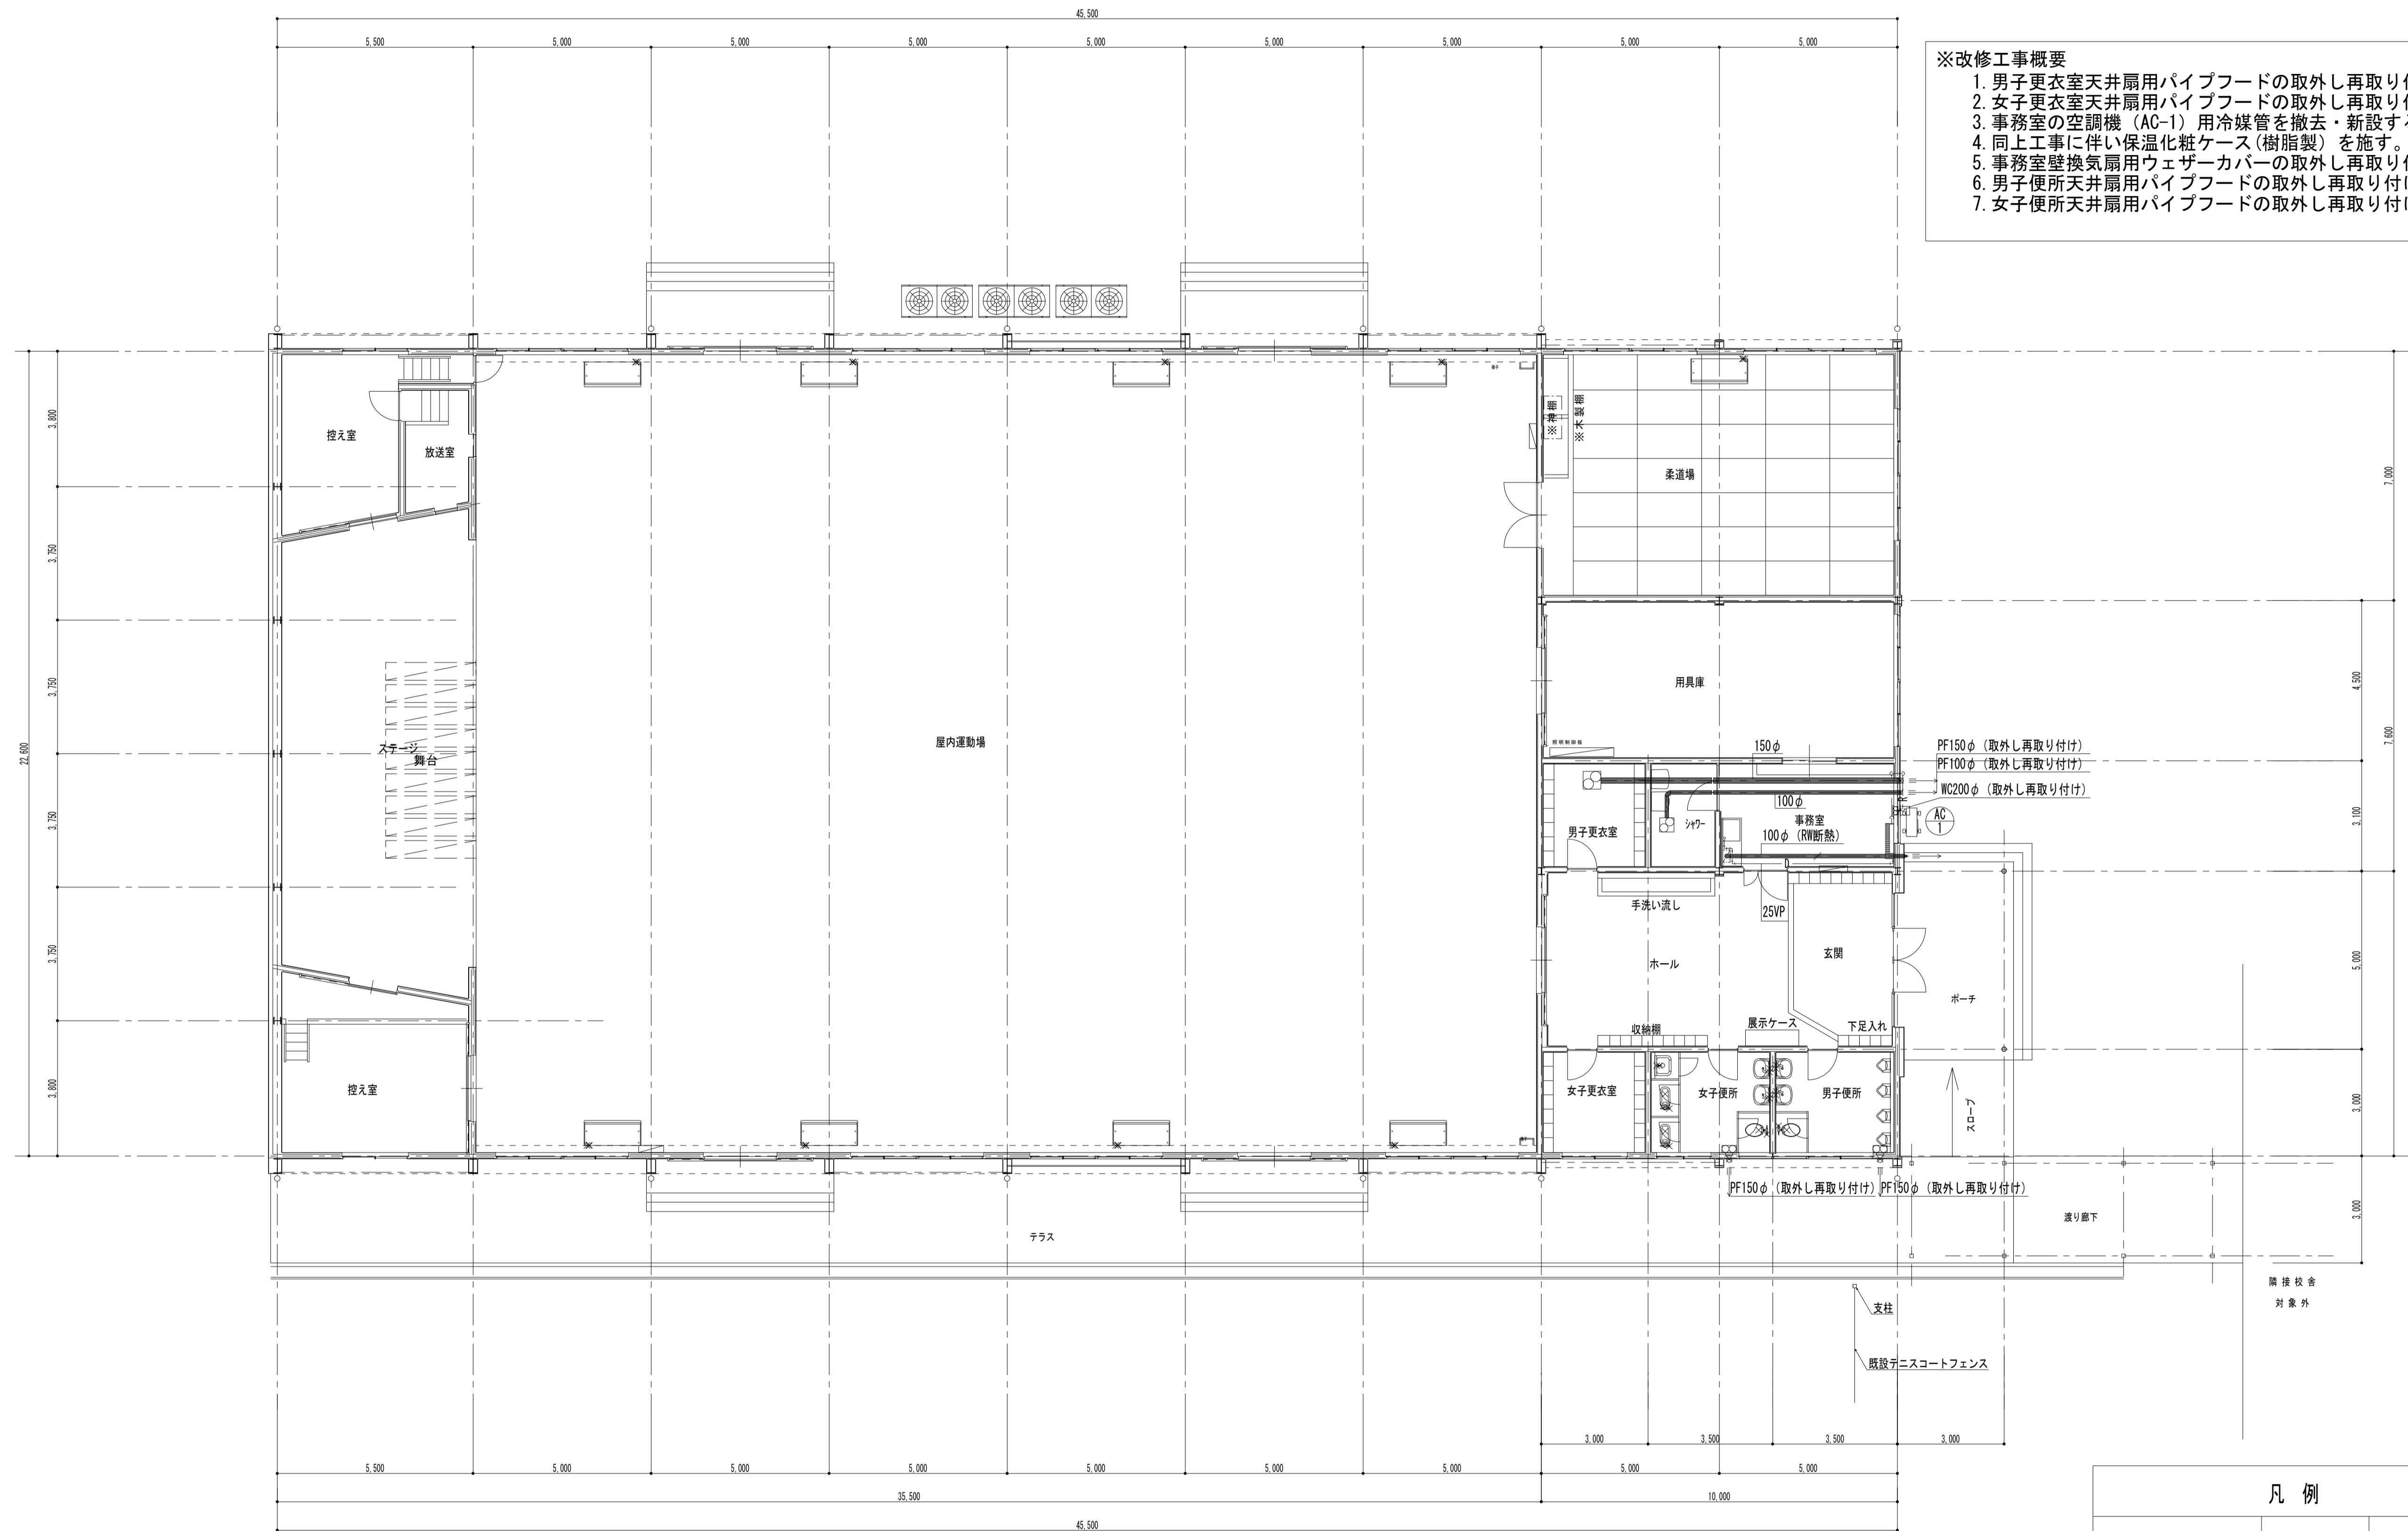 45,500
5,500
5,000
5,000
5,000
5,000
5,000
5,000
5,000
5,000
※改修工事概要
1. 男子更衣室天井扇用パイプフードの取外し再取り付
2. 女子更衣室天井扇用パイプフードの取外し再取り付
3. 事務室の空調機（AC-1）用冷媒管を撤去・新設する
4. 同上工事に伴い保温化粧ケース(樹脂製）を施す。
5. 事務室壁換気扇用ウェザーカバーの取外し再取り付
6. 男子便所天井扇用パイプフードの取外し再取り付け
7. 女子便所天井扇用パイプフードの取外し再取り付け
22,600
3,800
3,750
3,750
3,750
3,750
3,750
3,800
控え室
放送室
ステージ
舞台
控え室
屋内運動場
※神棚
※木製棚
柔道場
用具庫
照明制御盤
150φ
100φ
事務室
100φ（RW断熱）
男子更衣室
シャワー
PF150φ（取外し再取り付け）
PF100φ（取外し再取り付け）
WC200φ（取外し再取り付け）
AC
1
手洗い流し
25VP
ホール
玄関
ポーチ
収納棚
展示ケース
下足入れ
女子更衣室
女子便所
男子便所
スロープ
PF150φ（取外し再取り付け）
PF150φ（取外し再取り付け）
渡り廊下
テラス
隣接校舎
対象外
支柱
既設テニスコートフェンス
7,000
4,500
7,600
3,100
5,000
3,000
3,000
3,000
3,500
3,500
3,000
5,500
5,000
5,000
5,000
5,000
5,000
5,000
5,000
5,000
35,500
10,000
45,500
凡 例